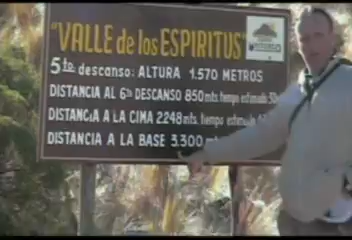 "VALLE de los ESPIRITUS"
5to descanso: ALTURA 1.570 METROS
DISTANCIA AL 6to DESCANSO 850 mts. tiempo estimado
DISTANCIA A LA CIMA 2248 mts. tiempo estimado
DISTANCIA A LA BASE 3.300 mts.